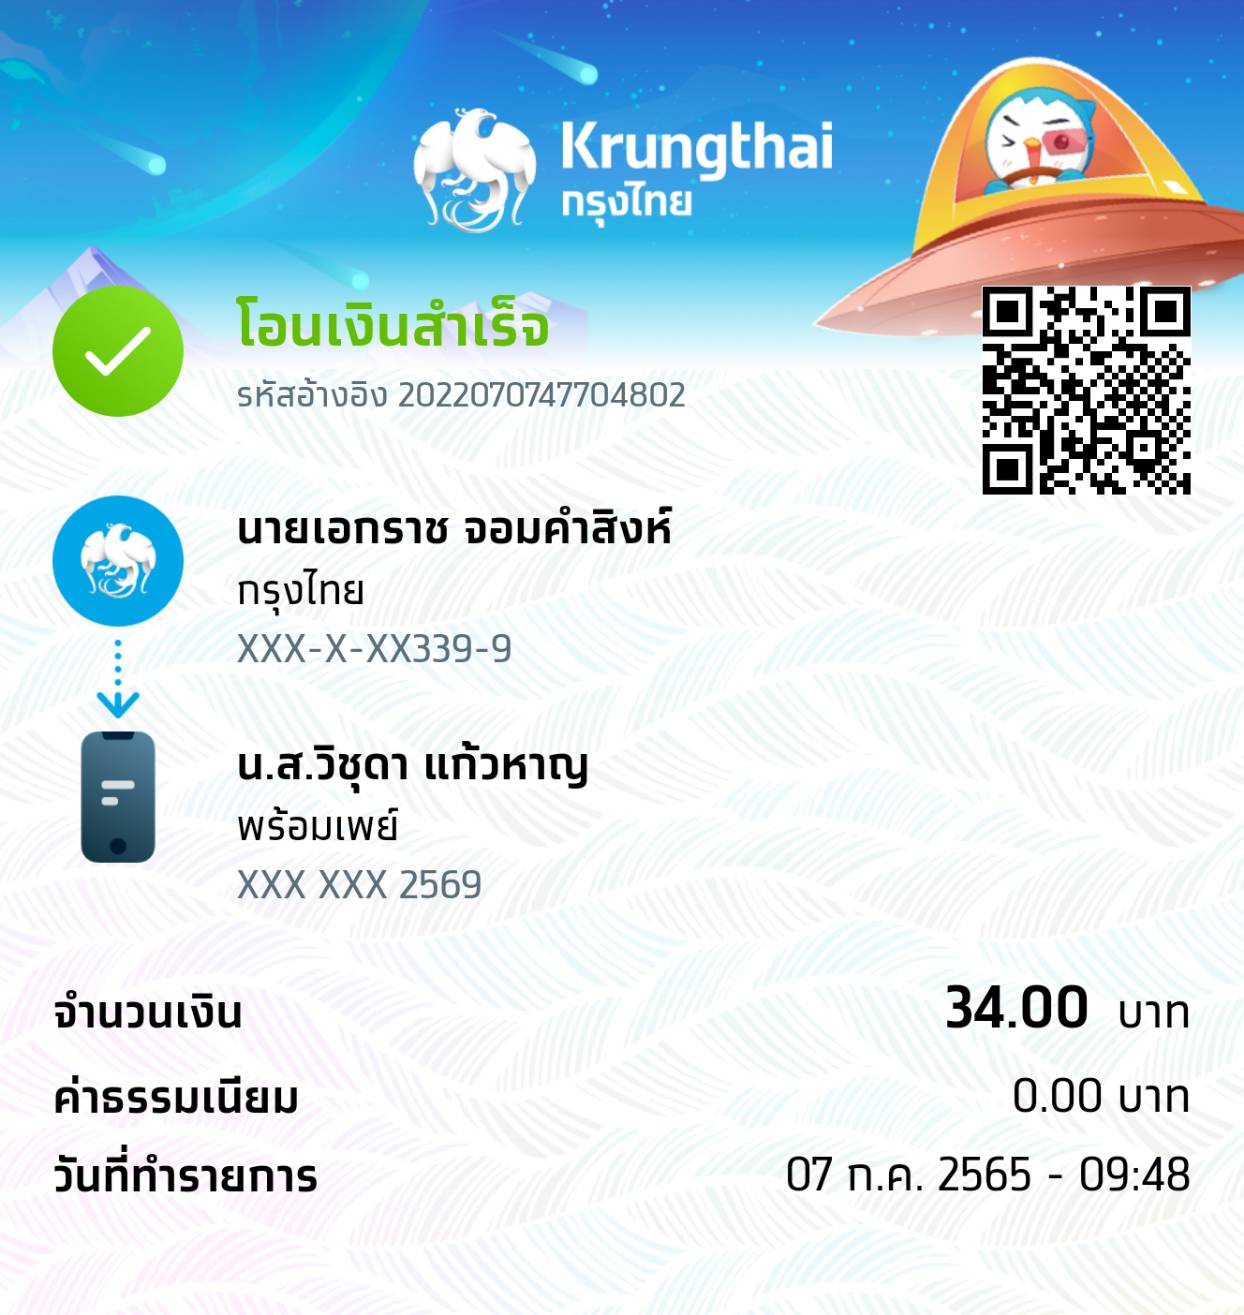 Krungthai
กรุงไทย
โอนเงินสำเร็จ
รหัสอ้างอิง 2022070747704802
นายเอกราช จอมคำสิงห์
กรุงไทย
XXX-X-XX339-9
น.ส.วิชุดา แก้วหาญ
พร้อมเพย์
XXX XXX 2569
จำนวนเงิน 34.00 บาท
ค่าธรรมเนียม 0.00 บาท
วันที่ทำรายการ 07 ก.ค. 2565 - 09:48